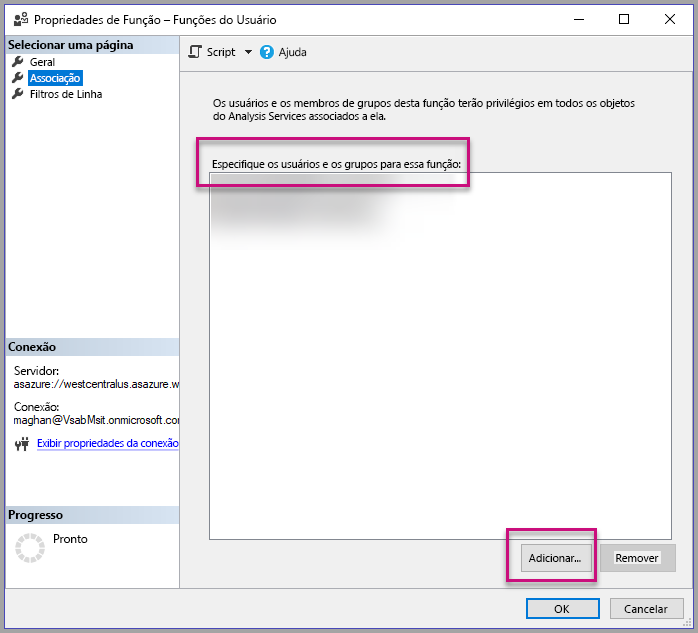 Propriedades de Função – Funções do Usuário
Selecionar uma página
Geral
Associação
Filtros de Linha
Script
Ajuda
Os usuários e os membros de grupos desta função terão privilégios em todos os objetos
do Analysis Services associados a ela.
Especifique os usuários e os grupos para essa função:
Conexão
Servidor:
asazure://westcentralus.asazure.w
Conexão:
maghan@VsabMsit.onmicrosoft.co
Exibir propriedades da conexão
Progresso
Pronto
Adicionar...
Remover
OK
Cancelar